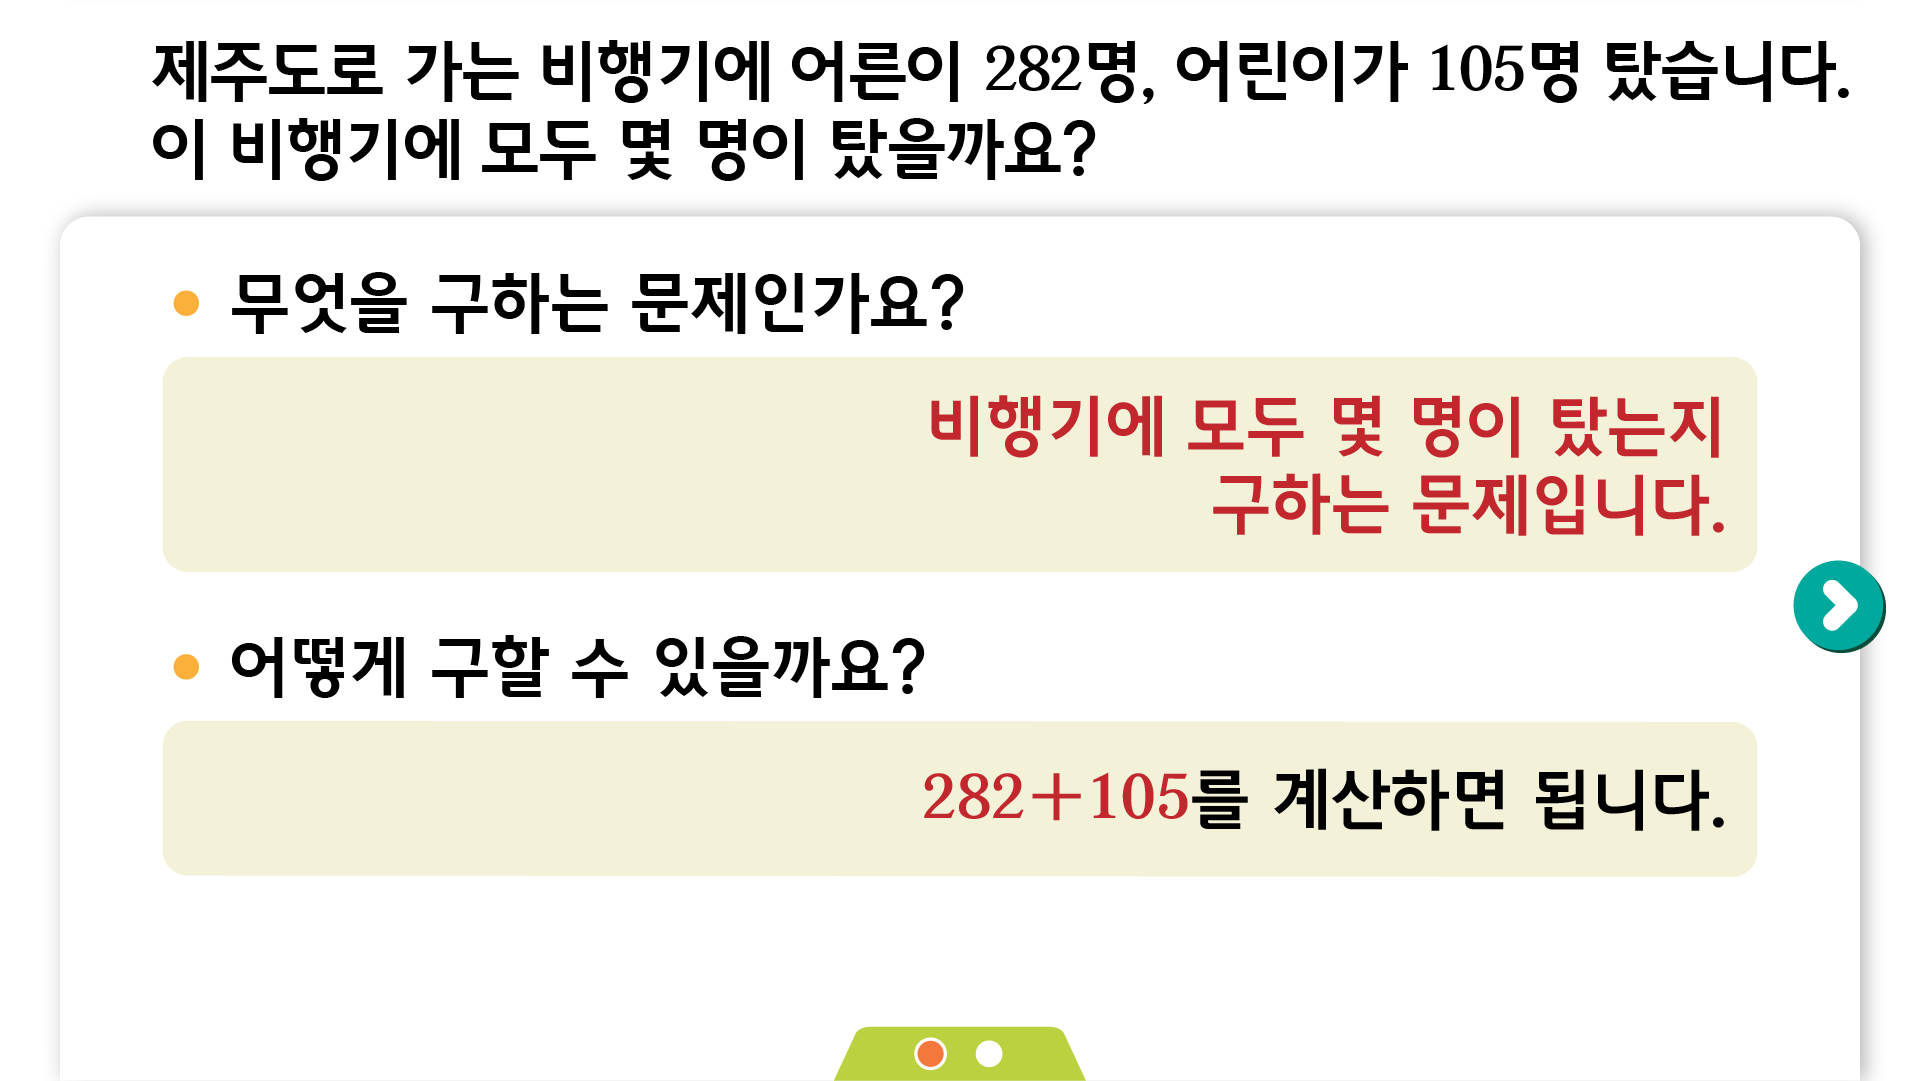 제주도로 가는 비행기에 어른이 282명, 어린이가 105명 탔습니다.
이 비행기에 모두 몇 명이 탔을까요?
• 무엇을 구하는 문제인가요?
비행기에 모두 몇 명이 탔는지
구하는 문제입니다.
• 어떻게 구할 수 있을까요?
282+105를 계산하면 됩니다.